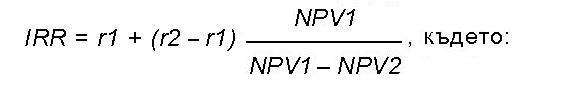 NPV1
IRR = r1 + (r2 – r1) ―――, където:
NPV1 – NPV2